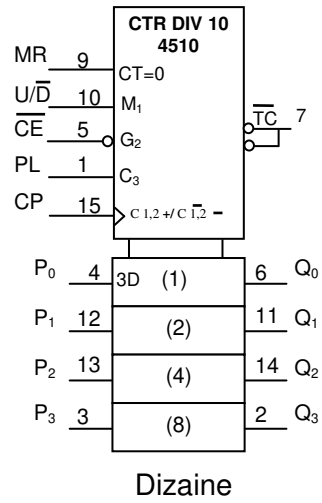 CTR DIV 10
4510
MR 9 CT=0
U/D̅ 10 M₁
C̅E̅ 5 G₂
T̅C̅ 7
PL 1 C₃
CP 15 C 1,2 +/C 1̅,2 −
P₀ 4 3D (1) 6 Q₀
P₁ 12 (2) 11 Q₁
P₂ 13 (4) 14 Q₂
P₃ 3 (8) 2 Q₃
Dizaine